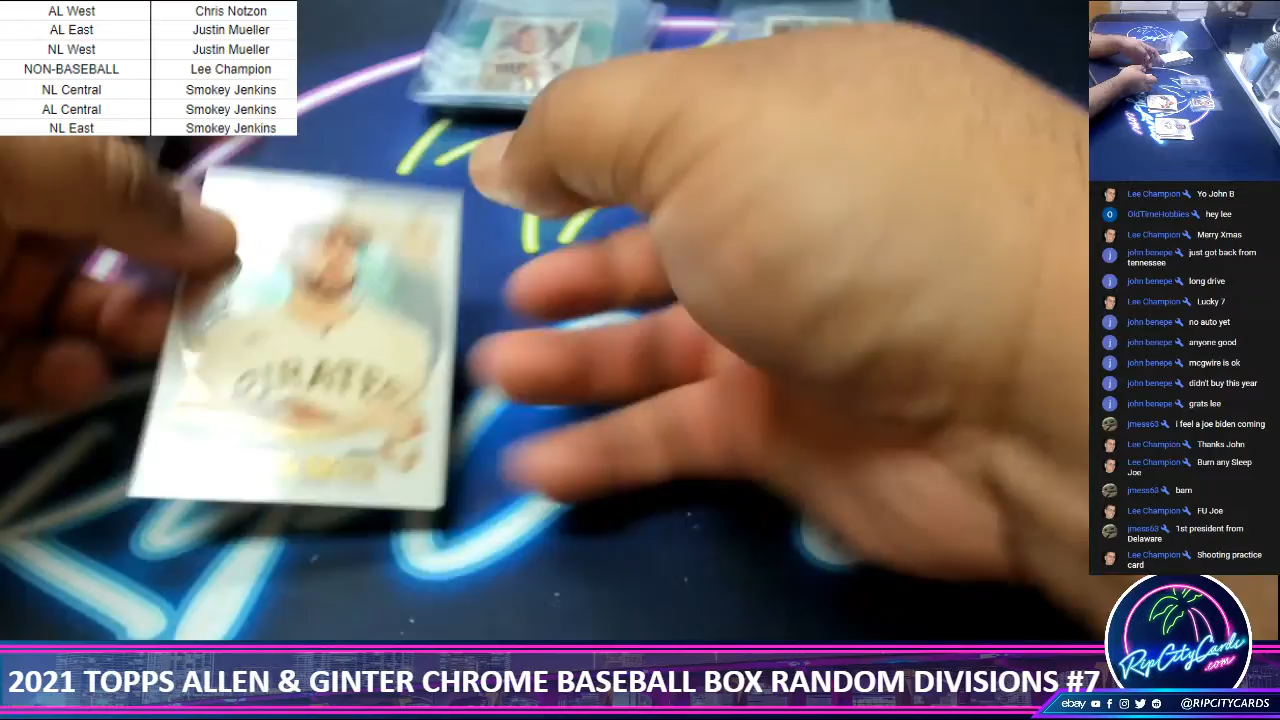 AL West Chris Notzon
AL East Justin Mueller
NL West Justin Mueller
NON-BASEBALL Lee Champion
NL Central Smokey Jenkins
AL Central Smokey Jenkins
NL East Smokey Jenkins
PIRATES
Lee Champion Yo John B
O OldTimeHobbies hey lee
Lee Champion Merry Xmas
j john benepe just got back from
tennessee
j john benepe long drive
Lee Champion Lucky 7
j john benepe no auto yet
j john benepe anyone good
j john benepe mcgwire is ok
j john benepe didn't buy this year
j john benepe grats lee
jmess63 i feel a joe biden coming
Lee Champion Thanks John
Lee Champion Burn any Sleep
Joe
jmess63 barn
Lee Champion FU Joe
jmess63 1st president from
Delaware
Lee Champion Shooting practice
card
RipCityCards
.com
2021 TOPPS ALLEN & GINTER CHROME BASEBALL BOX RANDOM DIVISIONS #7
ebay @RIPCITYCARDS